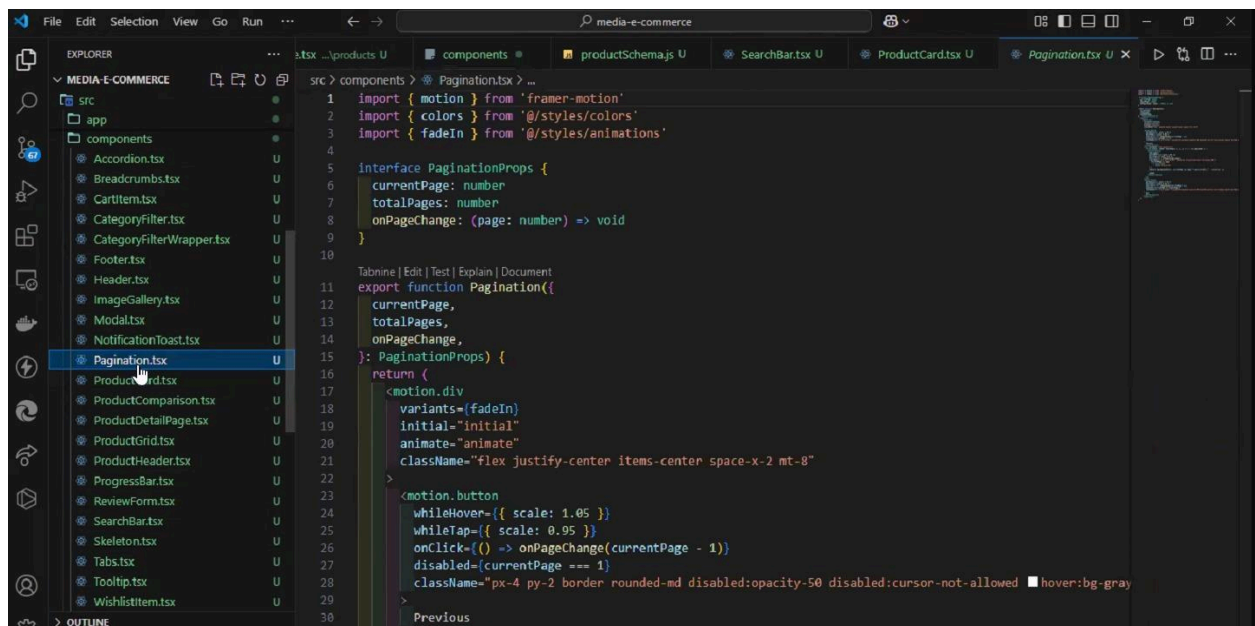 File Edit Selection View Go Run ···
media-e-commerce
EXPLORER ···
MEDIA-E-COMMERCE
src
app
components
Accordion.tsx U
Breadcrumbs.tsx U
CartItem.tsx U
CategoryFilter.tsx U
CategoryFilterWrapper.tsx U
Footer.tsx U
Header.tsx U
ImageGallery.tsx U
Modal.tsx U
NotificationToast.tsx U
Pagination.tsx U
ProductCard.tsx U
ProductComparison.tsx U
ProductDetailPage.tsx U
ProductGrid.tsx U
ProductHeader.tsx U
ProgressBar.tsx U
ReviewForm.tsx U
SearchBar.tsx U
Skeleton.tsx U
Tabs.tsx U
Tooltip.tsx U
WishlistItem.tsx U
OUTLINE
67
e.tsx ...\products U components productSchema.js U SearchBar.tsx U ProductCard.tsx U Pagination.tsx U
src > components > Pagination.tsx > ...
1 import { motion } from 'framer-motion'
2 import { colors } from '@/styles/colors'
3 import { fadeIn } from '@/styles/animations'
4
5 interface PaginationProps {
6 currentPage: number
7 totalPages: number
8 onPageChange: (page: number) => void
9 }
10
Tabnine | Edit | Test | Explain | Document
11 export function Pagination({
12 currentPage,
13 totalPages,
14 onPageChange,
15 }: PaginationProps) {
16 return (
17 <motion.div
18 variants={fadeIn}
19 initial="initial"
20 animate="animate"
21 className="flex justify-center items-center space-x-2 mt-8"
22 >
23 <motion.button
24 whileHover={{ scale: 1.05 }}
25 whileTap={{ scale: 0.95 }}
26 onClick={() => onPageChange(currentPage - 1)}
27 disabled={currentPage === 1}
28 className="px-4 py-2 border rounded-md disabled:opacity-50 disabled:cursor-not-allowed hover:bg-gray
29 >
30 Previous